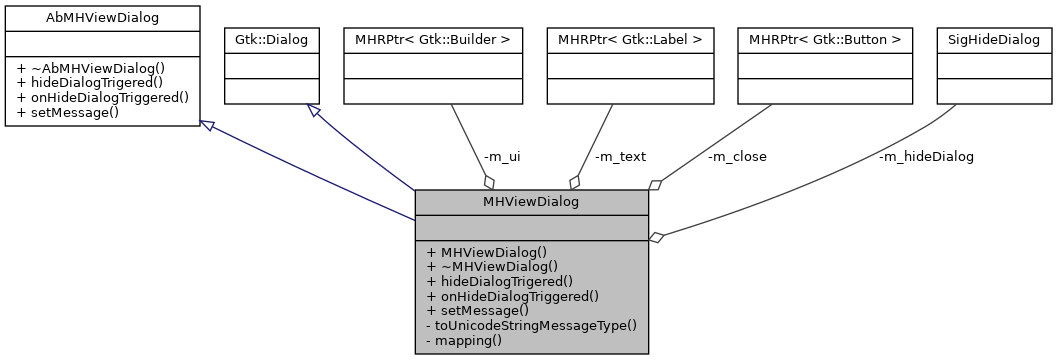 AbMHViewDialog
+ ~AbMHViewDialog()
+ hideDialogTrigered()
+ onHideDialogTriggered()
+ setMessage()
Gtk::Dialog
MHRPtr< Gtk::Builder >
MHRPtr< Gtk::Label >
MHRPtr< Gtk::Button >
SigHideDialog
-m_ui
-m_text
-m_close
-m_hideDialog
MHViewDialog
+ MHViewDialog()
+ ~MHViewDialog()
+ hideDialogTrigered()
+ onHideDialogTriggered()
+ setMessage()
- toUnicodeStringMessageType()
- mapping()